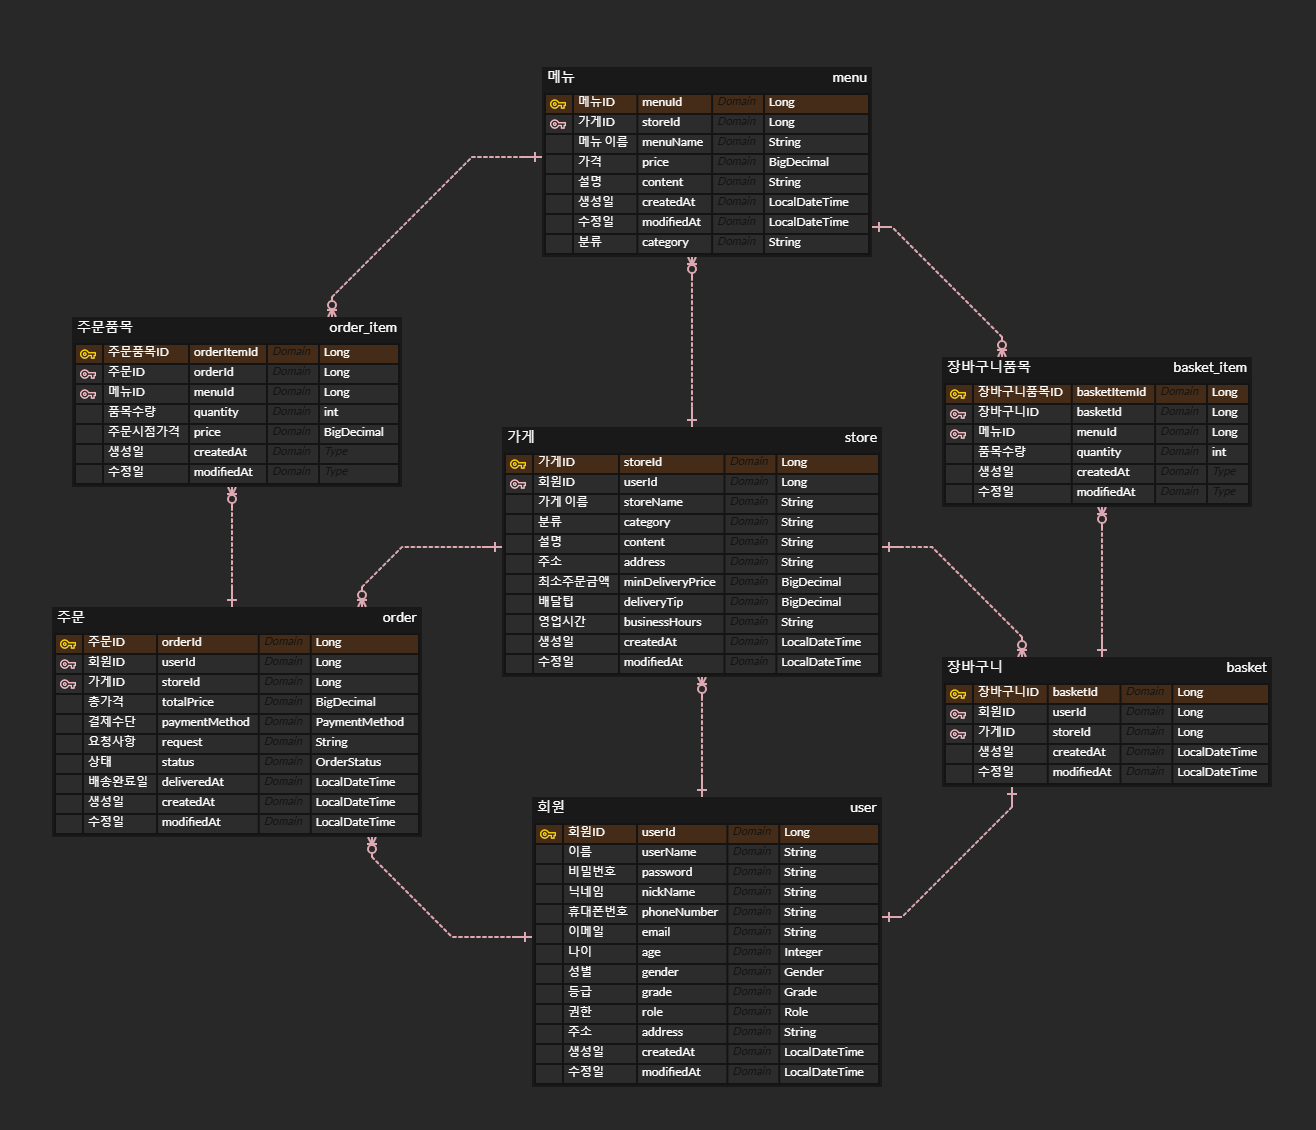 메뉴 menu
메뉴ID menuId Domain Long
가게ID storeId Domain Long
메뉴 이름 menuName Domain String
가격 price Domain BigDecimal
설명 content Domain String
생성일 createdAt Domain LocalDateTime
수정일 modifiedAt Domain LocalDateTime
분류 category Domain String
주문품목 order_item
주문품목ID orderItemId Domain Long
주문ID orderId Domain Long
메뉴ID menuId Domain Long
품목수량 quantity Domain int
주문시점가격 price Domain BigDecimal
생성일 createdAt Domain Type
수정일 modifiedAt Domain Type
장바구니품목 basket_item
장바구니품목ID basketItemId Domain Long
장바구니ID basketId Domain Long
메뉴ID menuId Domain Long
품목수량 quantity Domain int
생성일 createdAt Domain Type
수정일 modifiedAt Domain Type
가게 store
가게ID storeId Domain Long
회원ID userId Domain Long
가게 이름 storeName Domain String
분류 category Domain String
설명 content Domain String
주소 address Domain String
최소주문금액 minDeliveryPrice Domain BigDecimal
배달팁 deliveryTip Domain BigDecimal
영업시간 businessHours Domain String
생성일 createdAt Domain LocalDateTime
수정일 modifiedAt Domain LocalDateTime
주문 order
주문ID orderId Domain Long
회원ID userId Domain Long
가게ID storeId Domain Long
총가격 totalPrice Domain BigDecimal
결제수단 paymentMethod Domain PaymentMethod
요청사항 request Domain String
상태 status Domain OrderStatus
배송완료일 deliveredAt Domain LocalDateTime
생성일 createdAt Domain LocalDateTime
수정일 modifiedAt Domain LocalDateTime
장바구니 basket
장바구니ID basketId Domain Long
회원ID userId Domain Long
가게ID storeId Domain Long
생성일 createdAt Domain LocalDateTime
수정일 modifiedAt Domain LocalDateTime
회원 user
회원ID userId Domain Long
이름 userName Domain String
비밀번호 password Domain String
닉네임 nickName Domain String
휴대폰번호 phoneNumber Domain String
이메일 email Domain String
나이 age Domain Integer
성별 gender Domain Gender
등급 grade Domain Grade
권한 role Domain Role
주소 address Domain String
생성일 createdAt Domain LocalDateTime
수정일 modifiedAt Domain LocalDateTime